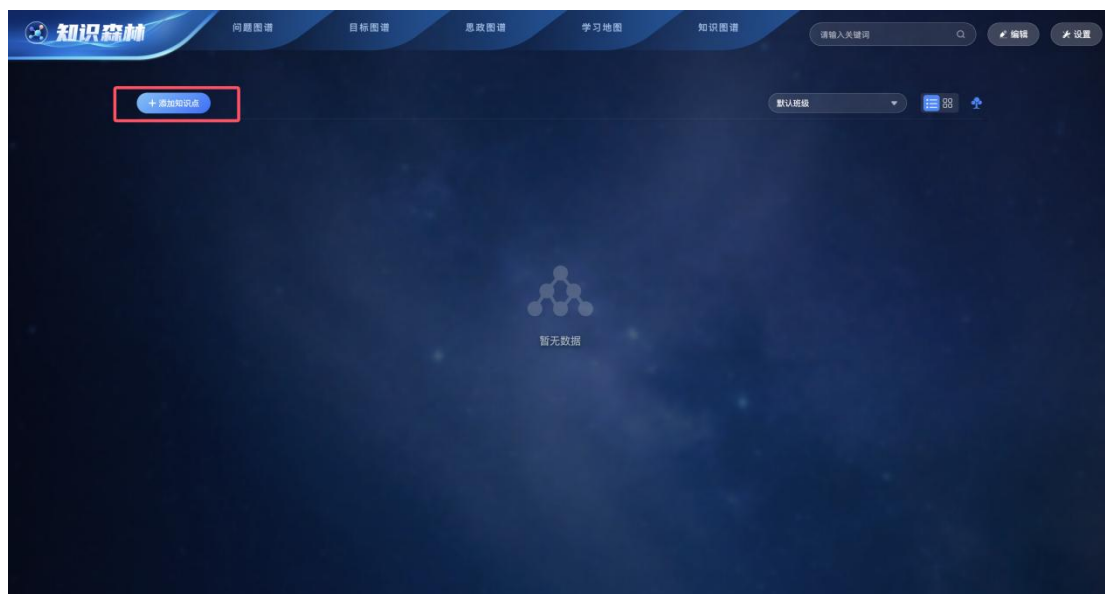 知识森林
问题图谱
目标图谱
思政图谱
学习地图
知识图谱
请输入关键词
编辑
设置
+ 添加知识点
默认班级
暂无数据